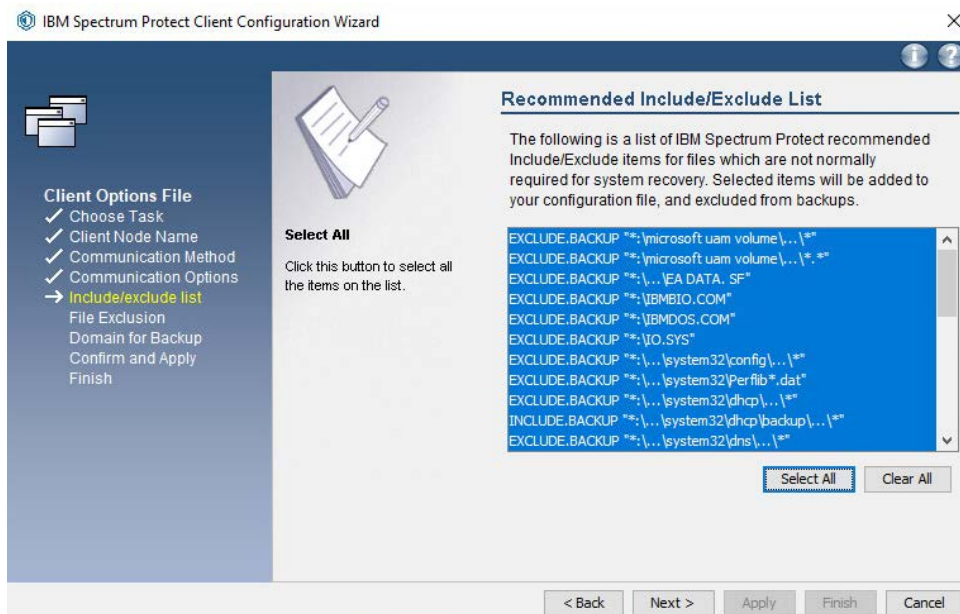 IBM Spectrum Protect Client Configuration Wizard
Client Options File
Choose Task
Client Node Name
Communication Method
Communication Options
Include/exclude list
File Exclusion
Domain for Backup
Confirm and Apply
Finish
Select All
Click this button to select all
the items on the list.
Recommended Include/Exclude List
The following is a list of IBM Spectrum Protect recommended
Include/Exclude items for files which are not normally
required for system recovery. Selected items will be added to
your configuration file, and excluded from backups.
EXCLUDE.BACKUP "*:\microsoft uam volume\...\*"
EXCLUDE.BACKUP "*:\microsoft uam volume\...\*.*"
EXCLUDE.BACKUP "*:\...\EA DATA. SF"
EXCLUDE.BACKUP "*:\IBMBIO.COM"
EXCLUDE.BACKUP "*:\IBMDOS.COM"
EXCLUDE.BACKUP "*:\IO.SYS"
EXCLUDE.BACKUP "*:\...\system32\config\...\*"
EXCLUDE.BACKUP "*:\...\system32\Perflib*.dat"
EXCLUDE.BACKUP "*:\...\system32\dhcp\...\*"
INCLUDE.BACKUP "*:\...\system32\dhcp\backup\...\*"
EXCLUDE.BACKUP "*:\...\system32\dns\...\*"
Select All
Clear All
< Back
Next >
Apply
Finish
Cancel